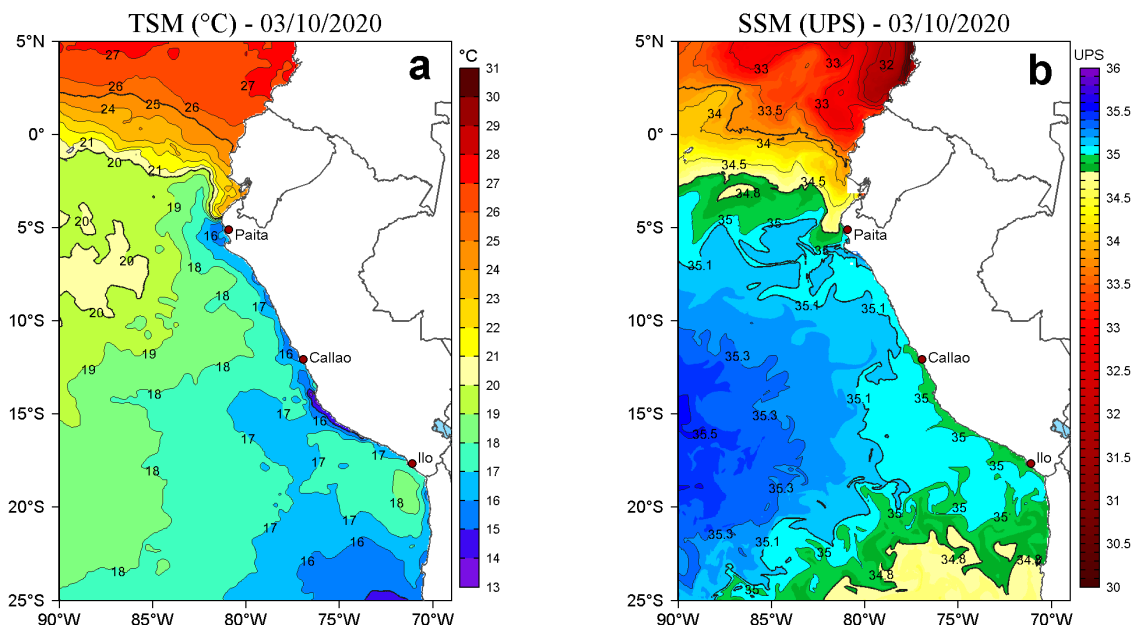 TSM (°C) - 03/10/2020
a
5°N
0°
5°S
10°S
15°S
20°S
25°S
90°W
85°W
80°W
75°W
70°W
27
27
26
26
25
24
21
20
21
19
20
20
20
16
18
18
17
19
16
19
18
18
17
16
17
17
17
18
18
17
17
16
18
Paita
Callao
Ilo
°C
31
30
29
28
27
26
25
24
23
22
21
20
19
18
17
16
15
14
13
SSM (UPS) - 03/10/2020
b
5°N
0°
5°S
10°S
15°S
20°S
25°S
90°W
85°W
80°W
75°W
70°W
33
32
33
33.5
34
34
34.5
34.5
34.8
35
35
35
35.1
35.1
35.1
35.3
35.1
35
35.3
35.5
35
35.3
35
35
35
35.3
35.1
35
34.8
34.8
34.8
35
Paita
Callao
Ilo
UPS
36
35.5
35
34.5
34
33.5
33
32.5
32
31.5
31
30.5
30